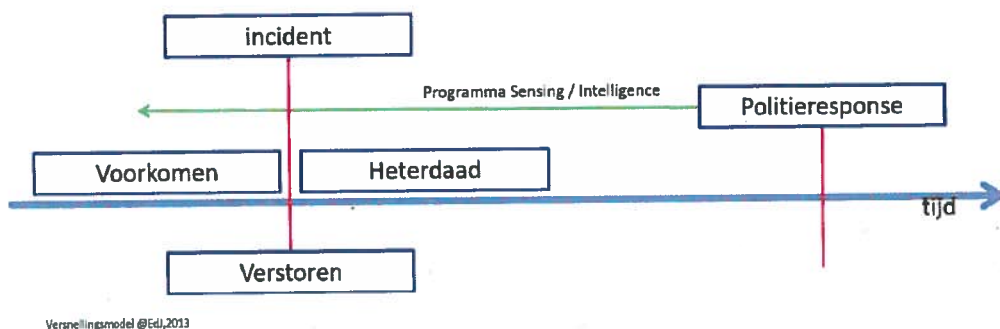 incident
Programma Sensing / Intelligence
Politieresponse
Voorkomen
Heterdaad
tijd
Verstoren
Versnellingsmodel @EdJ,2013